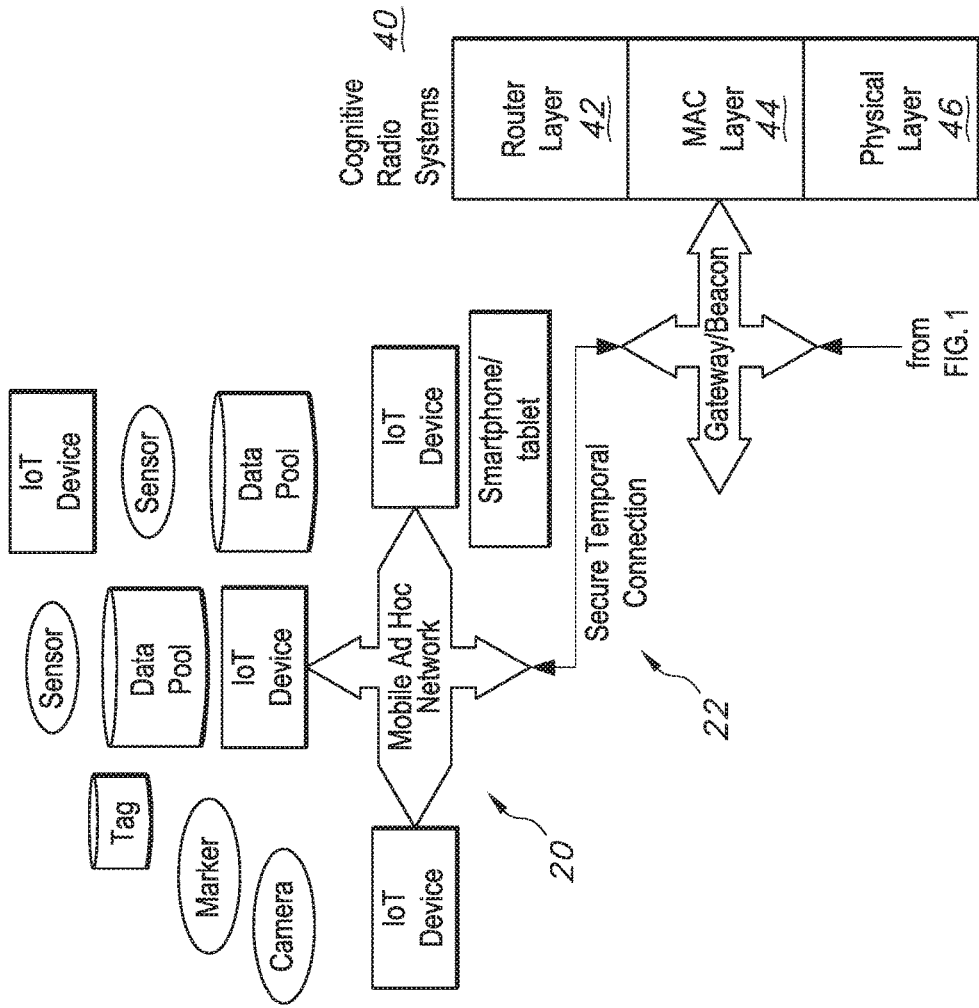 Sensor
IoT
Device
Tag
Data
Pool
Sensor
Marker
Data
Pool
Camera
IoT
Device
IoT
Device
Mobile Ad Hoc
Network
IoT
Device
Smartphone/
tablet
20
Secure Temporal
Connection
22
Gateway/Beacon
from
FIG. 1
Cognitive
Radio
Systems
40
Router
Layer
42
MAC
Layer
44
Physical
Layer
46